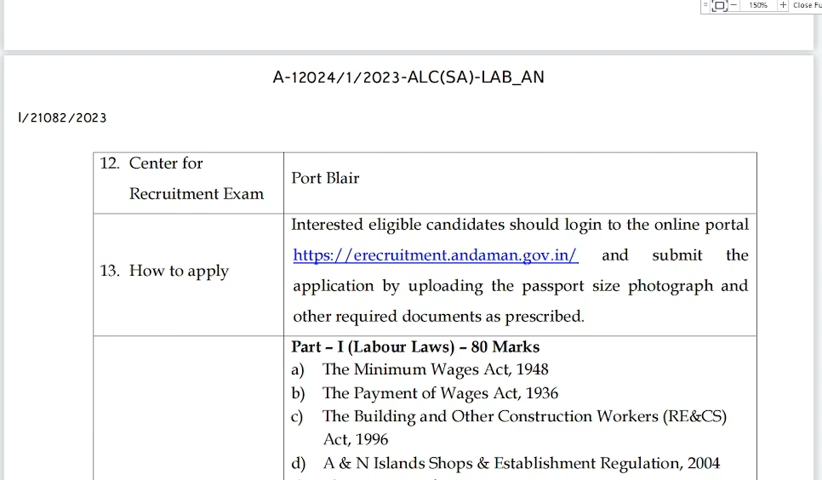 150%
Close Fu
A-12024/1/2023-ALC(SA)-LAB_AN
I/21082/2023
12. Center for
Recruitment Exam
Port Blair
13. How to apply
Interested eligible candidates should login to the online portal
https://erecruitment.andaman.gov.in/ and submit the
application by uploading the passport size photograph and
other required documents as prescribed.
Part – I (Labour Laws) – 80 Marks
a) The Minimum Wages Act, 1948
b) The Payment of Wages Act, 1936
c) The Building and Other Construction Workers (RE&CS)
Act, 1996
d) A & N Islands Shops & Establishment Regulation, 2004